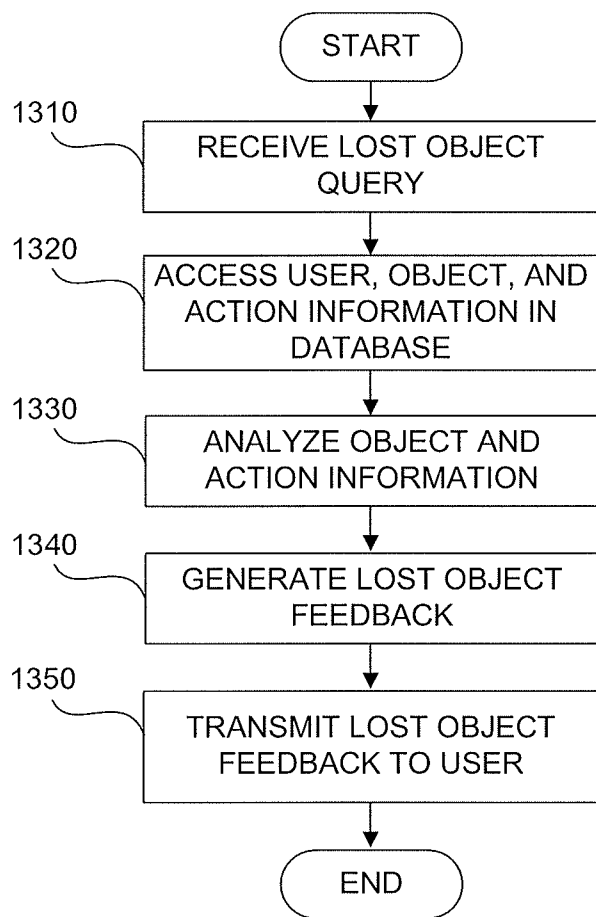 START
1310
RECEIVE LOST OBJECT
QUERY
1320
ACCESS USER, OBJECT, AND
ACTION INFORMATION IN
DATABASE
1330
ANALYZE OBJECT AND
ACTION INFORMATION
1340
GENERATE LOST OBJECT
FEEDBACK
1350
TRANSMIT LOST OBJECT
FEEDBACK TO USER
END